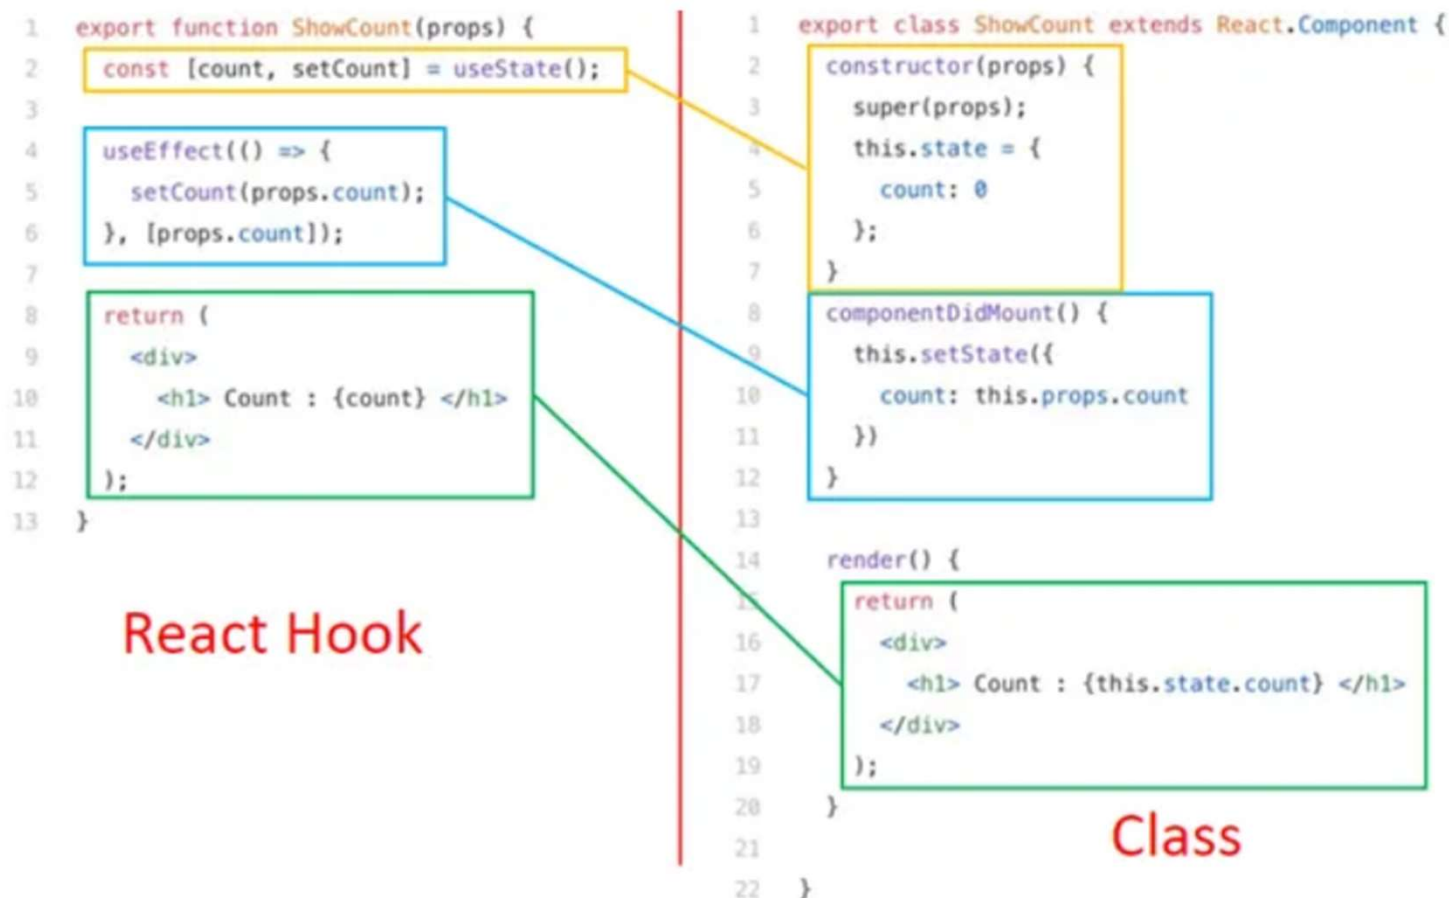 1 export function ShowCount(props) {
2 const [count, setCount] = useState();
3
4 useEffect(() => {
5 setCount(props.count);
6 }, [props.count]);
7
8 return (
9 <div>
10 <h1> Count : {count} </h1>
11 </div>
12 );
13 }
React Hook
1 export class ShowCount extends React.Component {
2 constructor(props) {
3 super(props);
4 this.state = {
5 count: 0
6 };
7 }
8 componentDidMount() {
9 this.setState({
10 count: this.props.count
11 })
12 }
13
14 render() {
15 return (
16 <div>
17 <h1> Count : {this.state.count} </h1>
18 </div>
19 );
20 }
21
22 }
Class